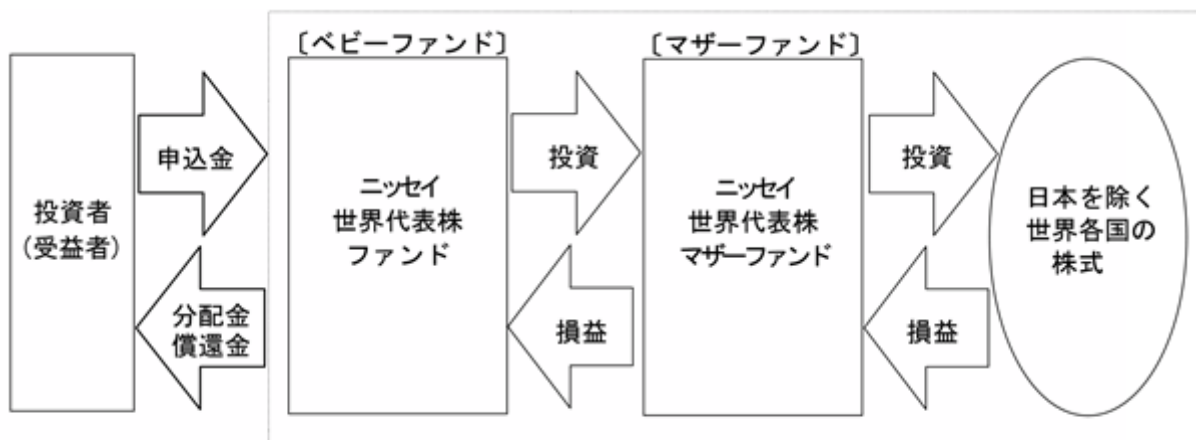 〔ベビーファンド〕
〔マザーファンド〕
投資者
(受益者)
申込金
分配金
償還金
ニッセイ
世界代表株
ファンド
投資
損益
ニッセイ
世界代表株
マザーファンド
投資
損益
日本を除く
世界各国の
株式